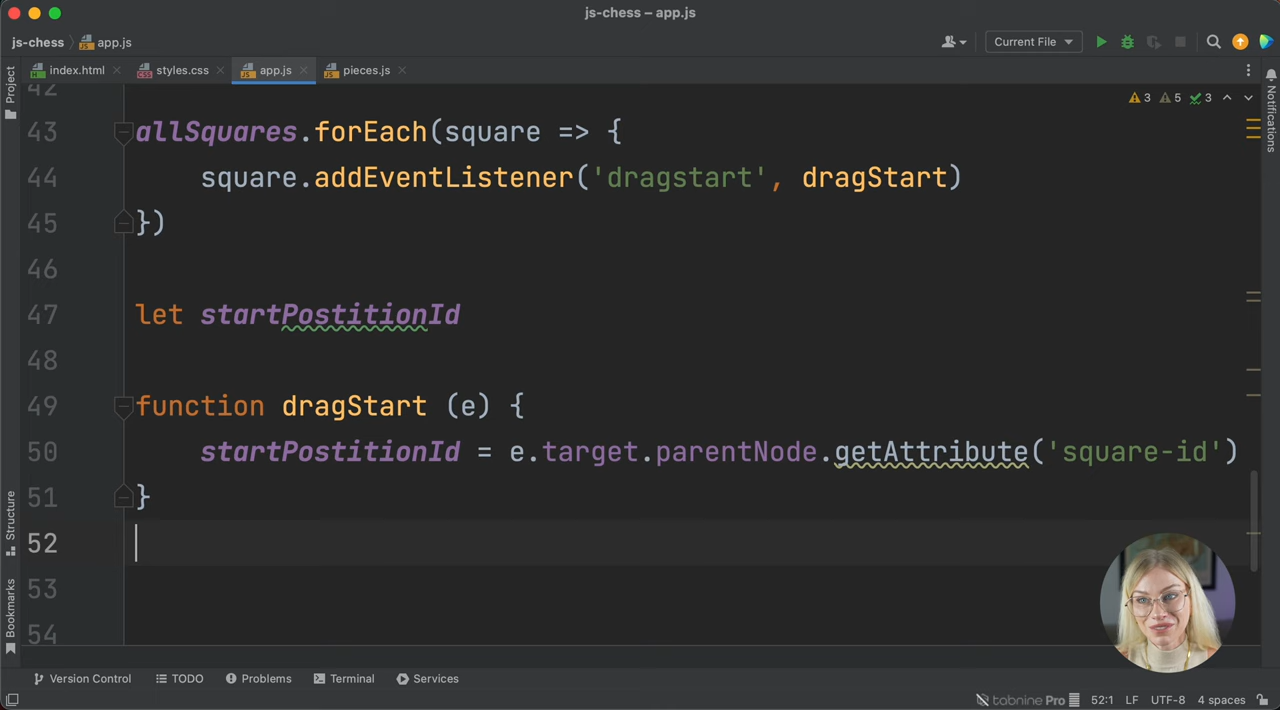 js-chess – app.js
js-chess app.js
Current File
index.html styles.css app.js pieces.js
Project
Notifications
3 5 3
42
43 allSquares.forEach(square => {
44 square.addEventListener('dragstart', dragStart)
45 })
46
47 let startPostitionId
48
49 function dragStart (e) {
50 startPostitionId = e.target.parentNode.getAttribute('square-id')
51 }
52
53
54
Structure
Bookmarks
Version Control TODO Problems Terminal Services
tabnine Pro 52:1 LF UTF-8 4 spaces